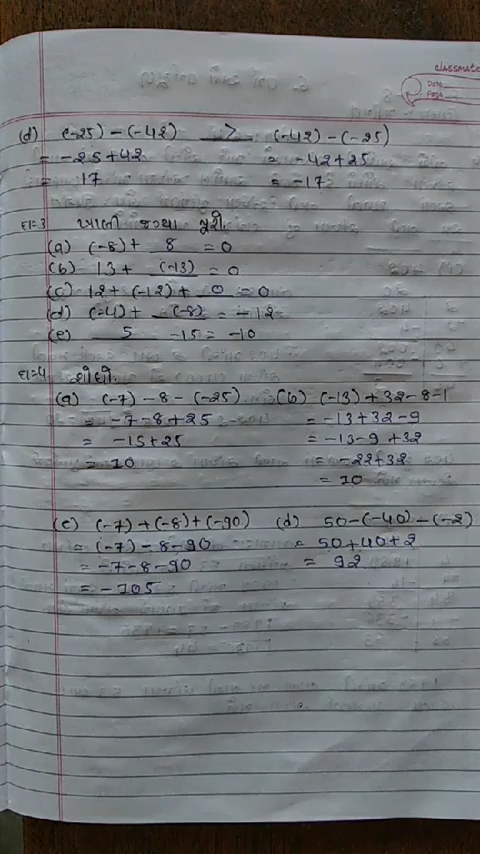 classmate
Date
Page
(d) (-25) - (-42) > (-42) - (-25)
= -25+42 = -42+25
= 17 = -17
દા=3 ખાલી જગ્યા પૂરો.
(a) (-8) + 8 = 0
(b) 13 + (-13) = 0
(c) 12 + (-12) + 0 = 0
(d) (-4) + (-8) = -12
(e) 5 -15 = -10
દા=4 શોધો.
(a) (-7) - 8 - (-25)
= -7-8+25
= -15+25
= 10
(b) (-13) + 32 - 8 - 1
= -13+32-9
= -13-9+32
= -22+32
= 10
(c) (-7) + (-8) + (-90)
= (-7) - 8 - 90
= -7-8-90
= -105
(d) 50 - (-40) - (-2)
= 50+40+2
= 92